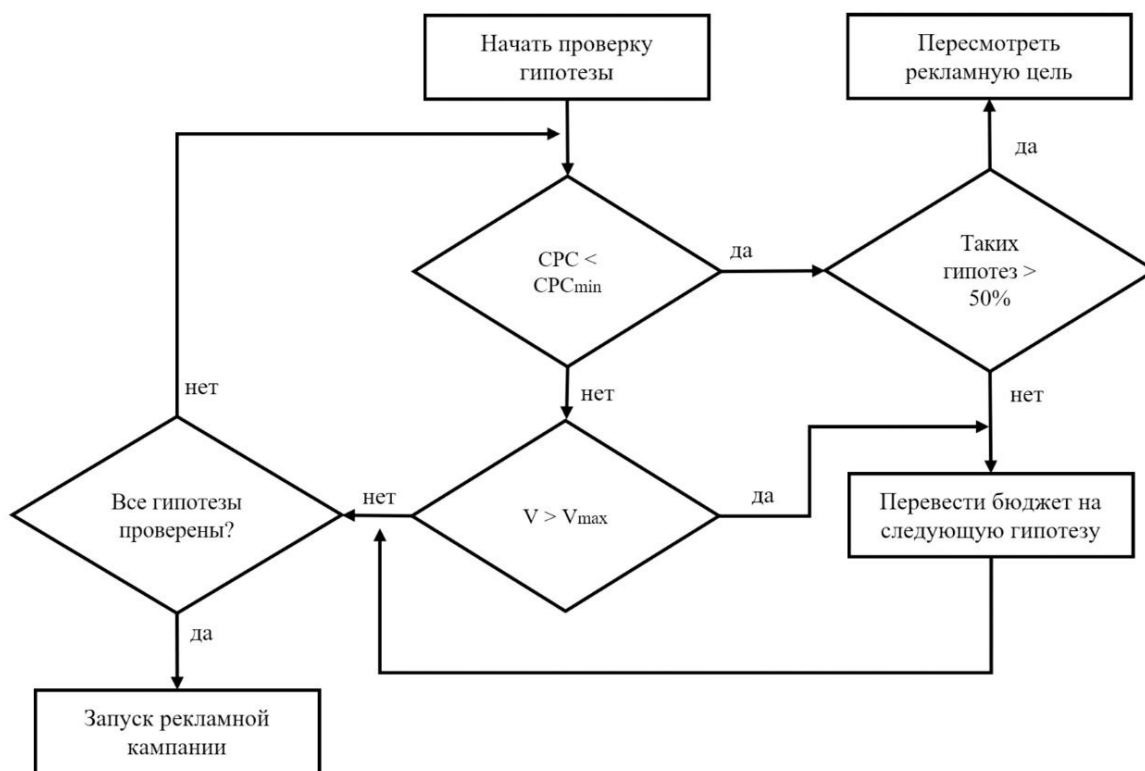 Начать проверку
гипотезы
Пересмотреть
рекламную цель
да
CPC <
CPCmin
да
Таких
гипотез >
50%
нет
нет
нет
Все гипотезы
проверены?
нет
V > Vmax
да
Перевести бюджет на
следующую гипотезу
да
Запуск рекламной
кампании